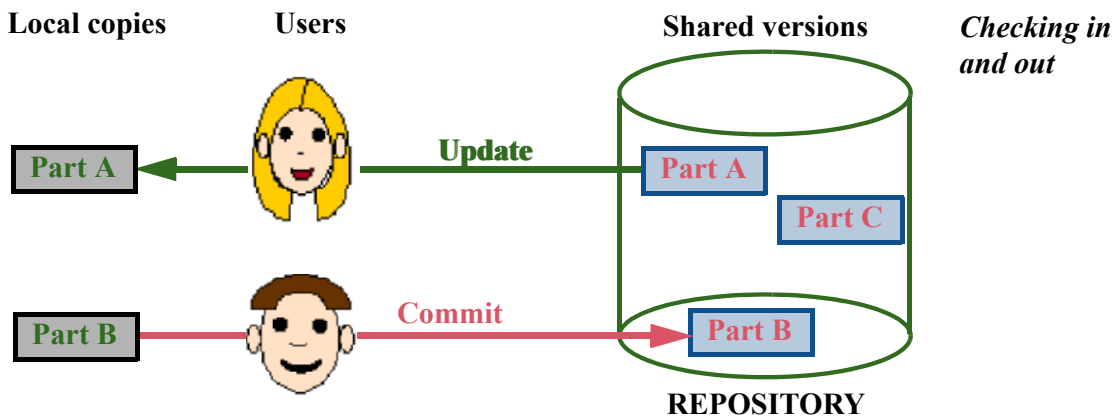 Local copies
Users
Shared versions
Checking in
and out
Part A
Update
Part A
Part C
Part B
Commit
Part B
REPOSITORY